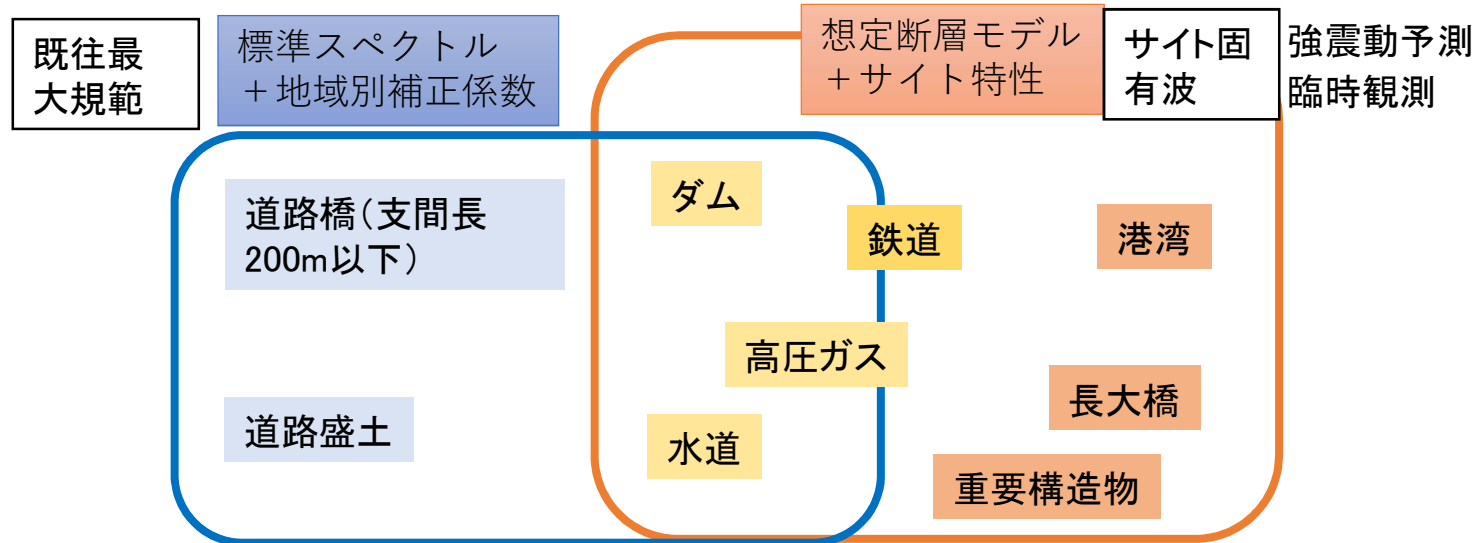 既往最
大規範
標準スペクトル
＋地域別補正係数
想定断層モデル
＋サイト特性
サイト固
有波
強震動予測
臨時観測
道路橋（支間長
200m以下）
ダム
鉄道
港湾
高圧ガス
長大橋
道路盛土
水道
重要構造物